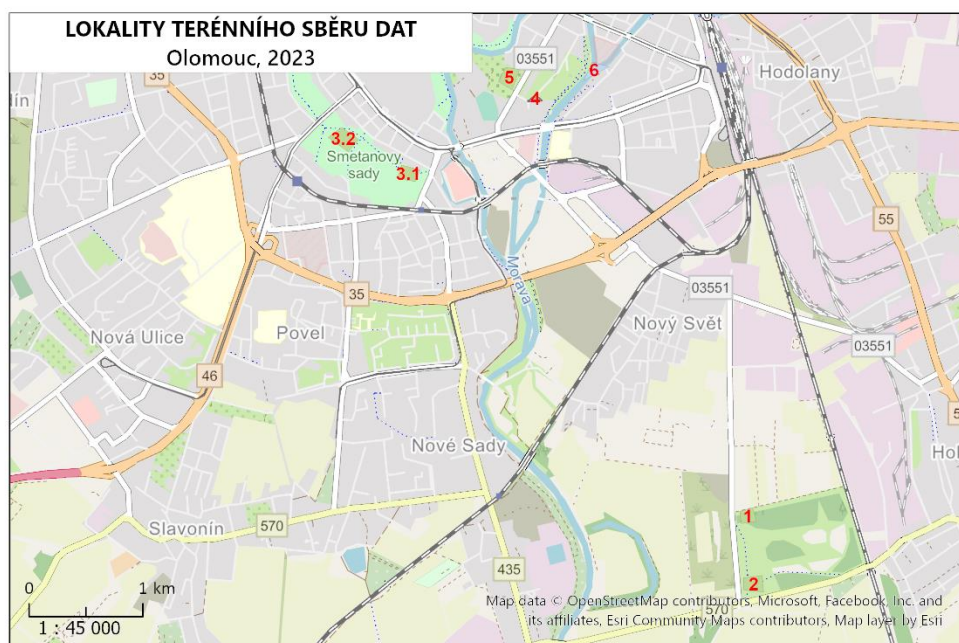 LOKALITY TERÉNNÍHO SBĚRU DAT
Olomouc, 2023
35
03551
Hodolany
5
6
4
lín
3.2
Smetanovy
sady
3.1
55
Morava
35
03551
Nová Ulice
Povel
Nový Svět
03551
46
5
Nové Sady
Hol
Slavonín
570
1
435
2
0 1 km
1 : 45 000
570
Map data © OpenStreetMap contributors, Microsoft, Facebook, Inc. and
its affiliates, Esri Community Maps contributors, Map layer by Esri